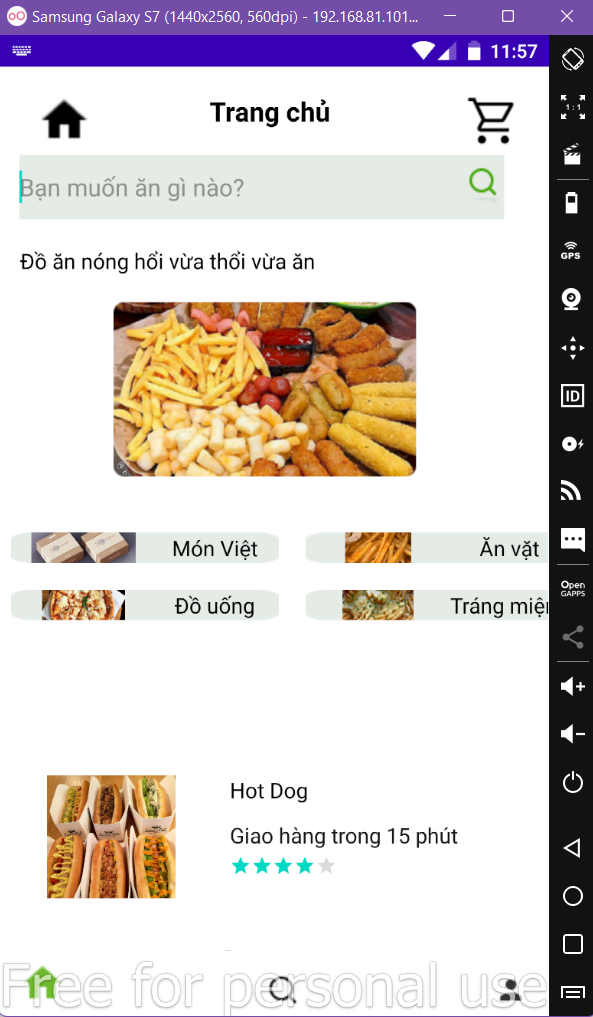 Samsung Galaxy S7 (1440x2560, 560dpi) - 192.168.81.101...
11:57
Trang chủ
Bạn muốn ăn gì nào?
Đồ ăn nóng hổi vừa thổi vừa ăn
Món Việt
Ăn vặt
Đồ uống
Tráng miện
Hot Dog
Giao hàng trong 15 phút
Free for personal use
1:1
GPS
ID
Open
GAPPS